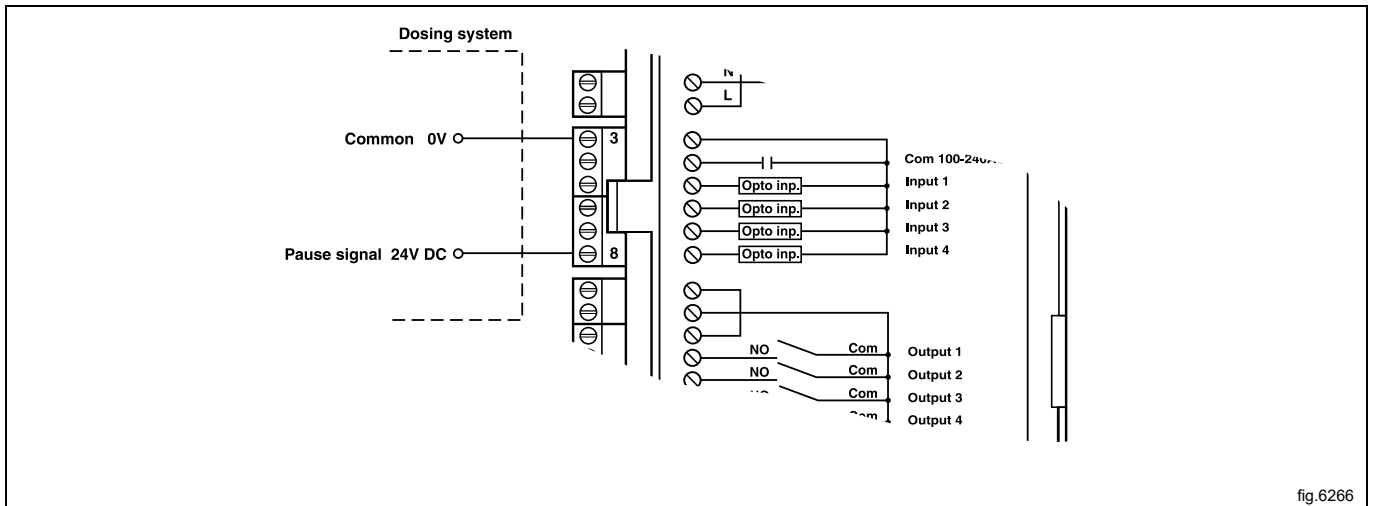 Dosing system
N
L
Common 0V
3
Com
Opto inp. Input 1
Opto inp. Input 2
Opto inp. Input 3
Pause signal 24V DC
8
Opto inp. Input 4
NO Com Output 1
NO Com Output 2
Com Output 3
Com Output 4
fig.6266